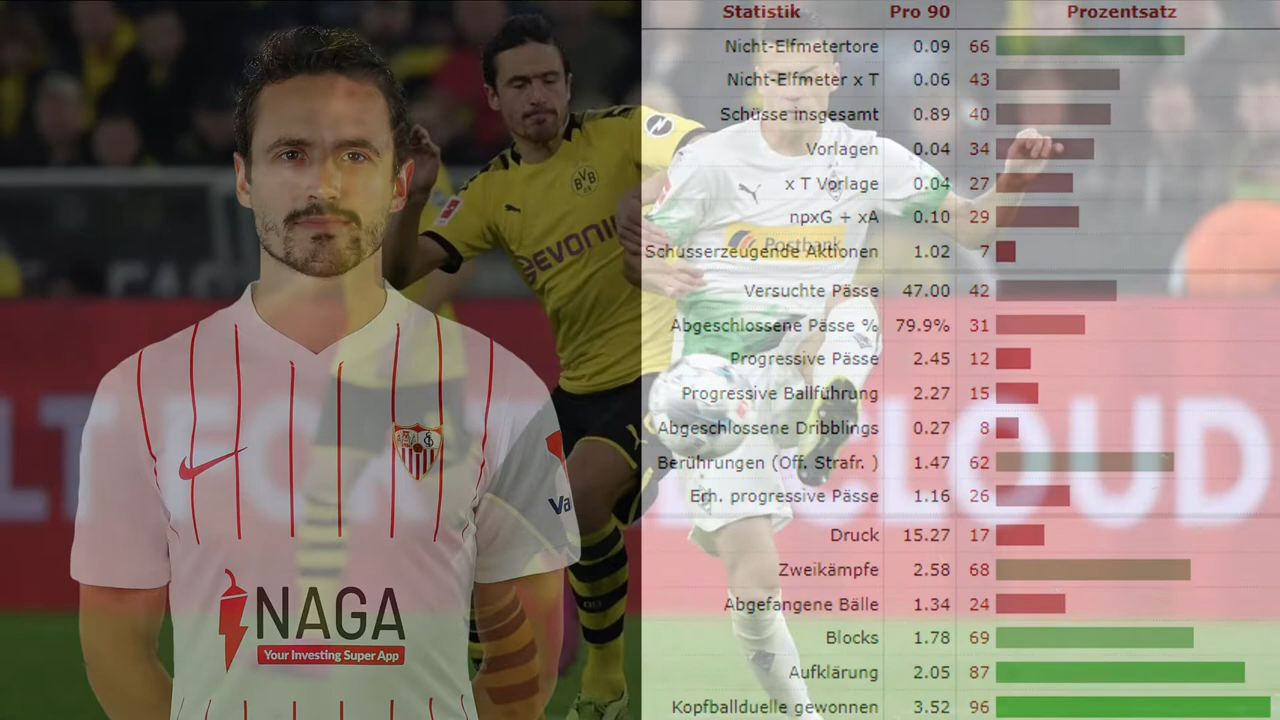 Statistik Pro 90 Prozentsatz
Nicht-Elfmetertore 0.09 66
Nicht-Elfmeter x T 0.06 43
Schüsse insgesamt 0.89 40
Vorlagen 0.04 34
x T Vorlage 0.04 27
npxG + xA 0.10 29
Schusserzeugende Aktionen 1.02 7
Versuchte Pässe 47.00 42
Abgeschlossene Pässe % 79.9% 31
Progressive Pässe 2.45 12
Progressive Ballführung 2.27 15
Abgeschlossene Dribblings 0.27 8
Berührungen (Off. Strafr. ) 1.47 62
Erh. progressive Pässe 1.16 26
Druck 15.27 17
Zweikämpfe 2.58 68
Abgefangene Bälle 1.34 24
Blocks 1.78 69
Aufklärung 2.05 87
Kopfballduelle gewonnen 3.52 96
BVB
09
EVONI
Postbank
CLOUD
Va
NAGA
Your Investing Super App